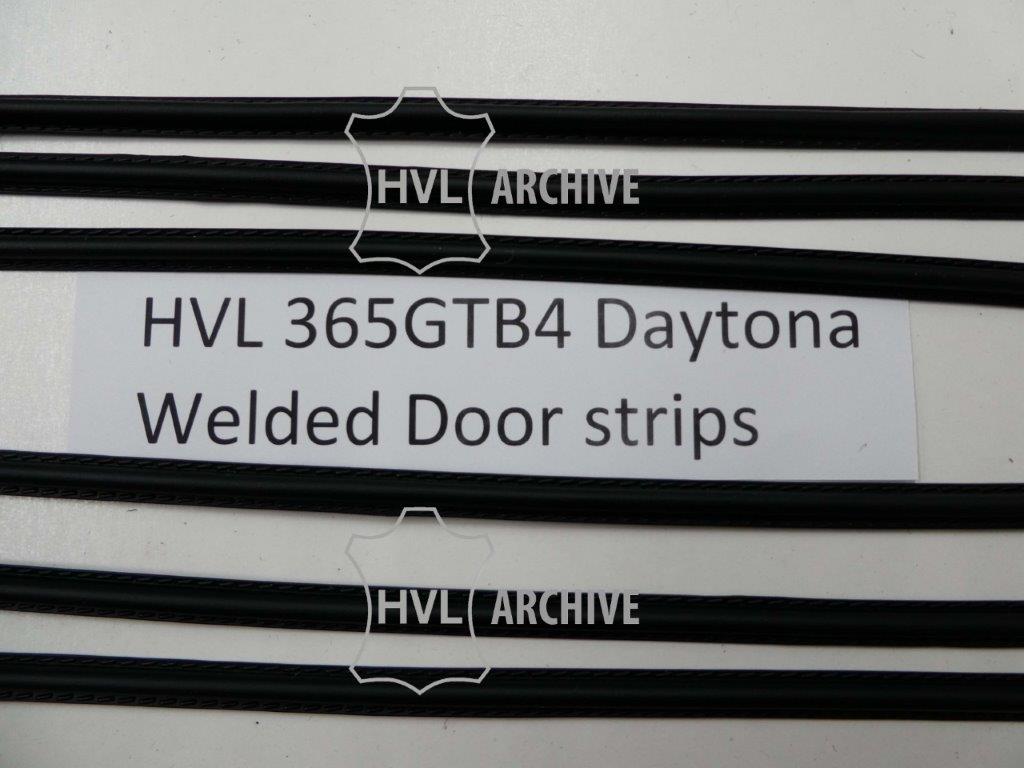 HVL ARCHIVE
HVL 365GTB4 Daytona
Welded Door strips
HVL ARCHIVE